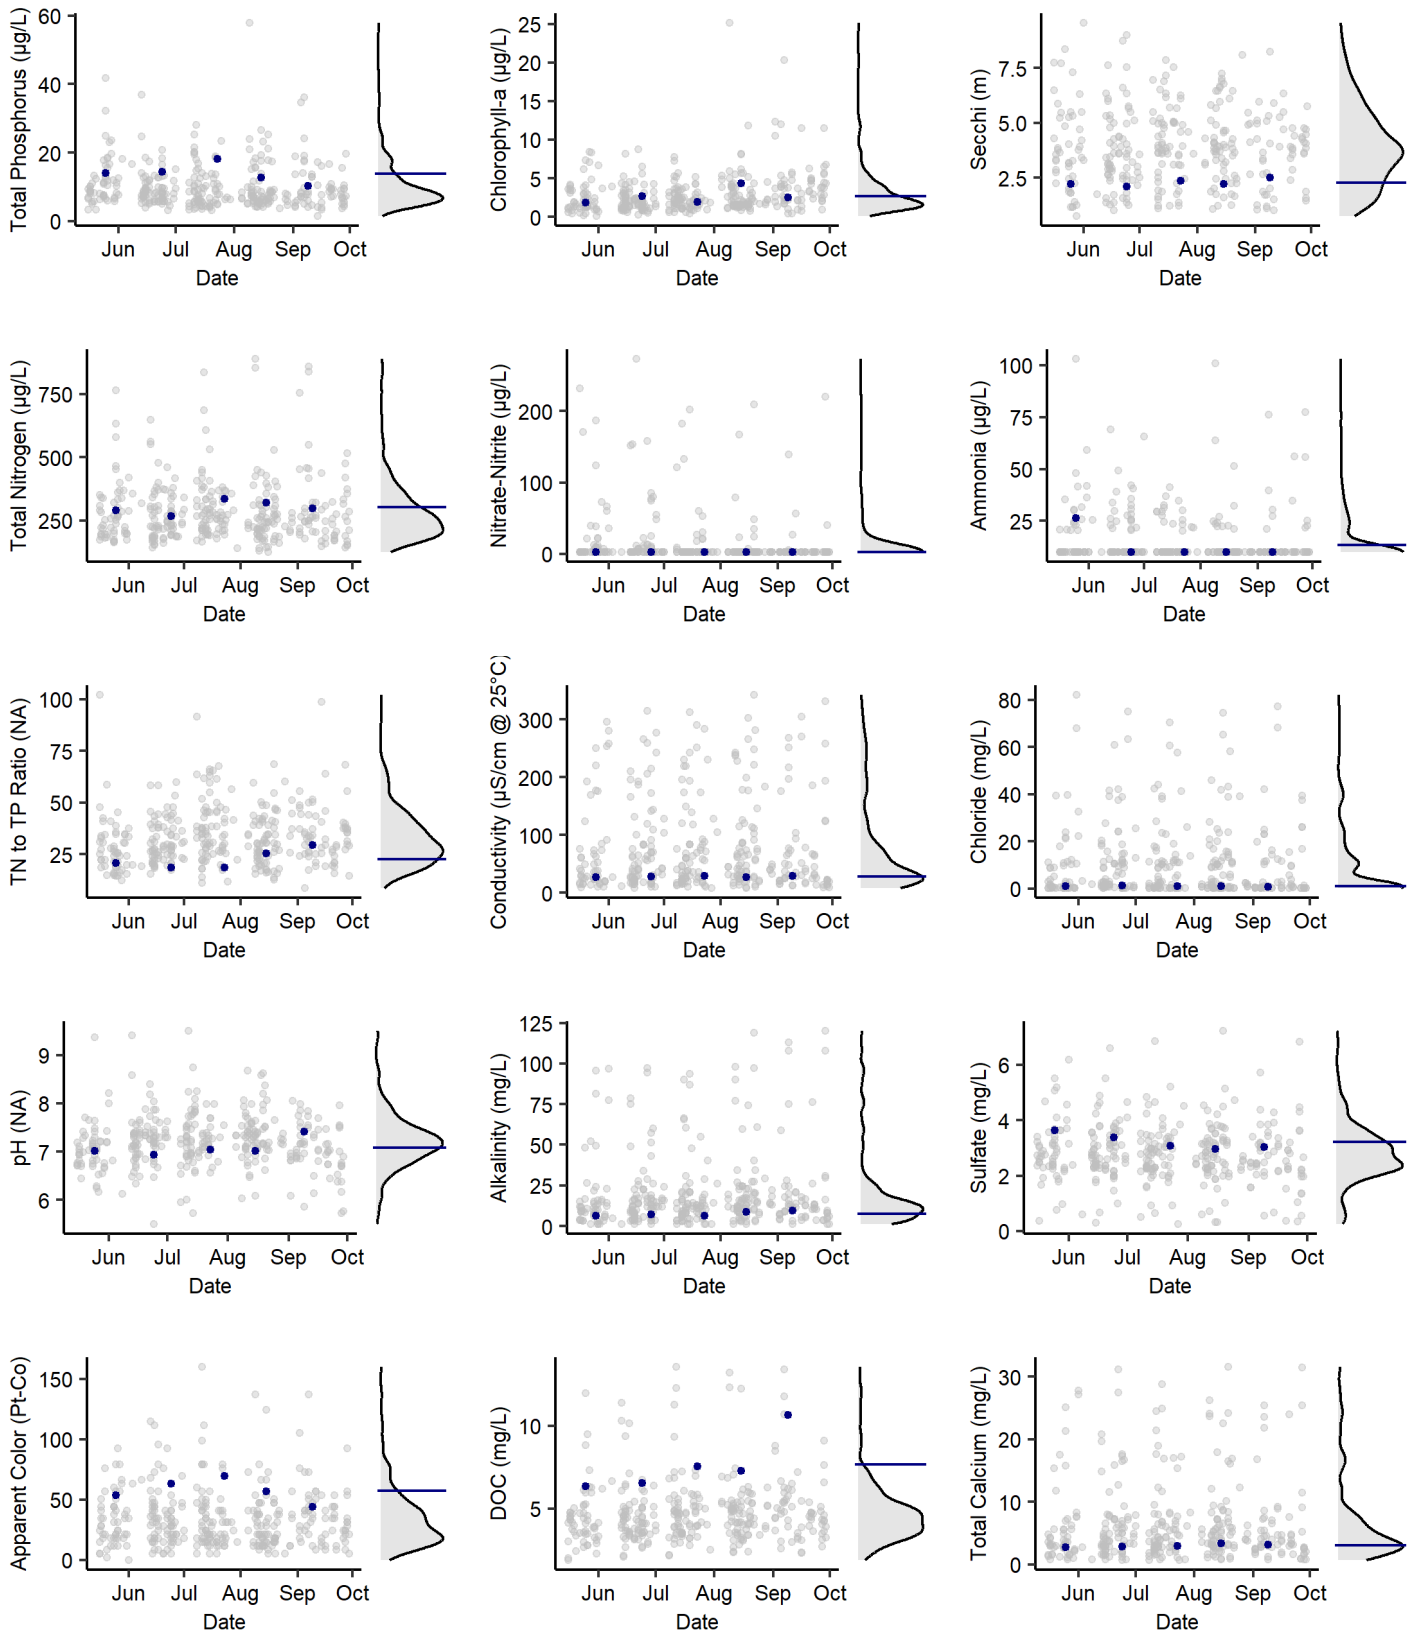 Total Phosphorus (µg/L)
60
40
20
0
Jun Jul Aug Sep Oct
Date
Chlorophyll-a (µg/L)
25
20
15
10
5
0
Jun Jul Aug Sep Oct
Date
Secchi (m)
7.5
5.0
2.5
Jun Jul Aug Sep Oct
Date
Total Nitrogen (µg/L)
750
500
250
Jun Jul Aug Sep Oct
Date
Nitrate-Nitrite (µg/L)
200
100
0
Jun Jul Aug Sep Oct
Date
Ammonia (µg/L)
100
75
50
25
Jun Jul Aug Sep Oct
Date
TN to TP Ratio (NA)
100
75
50
25
Jun Jul Aug Sep Oct
Date
Conductivity (µS/cm @ 25°C)
300
200
100
0
Jun Jul Aug Sep Oct
Date
Chloride (mg/L)
80
60
40
20
0
Jun Jul Aug Sep Oct
Date
pH (NA)
9
8
7
6
Jun Jul Aug Sep Oct
Date
Alkalinity (mg/L)
125
100
75
50
25
0
Jun Jul Aug Sep Oct
Date
Sulfate (mg/L)
6
4
2
0
Jun Jul Aug Sep Oct
Date
Apparent Color (Pt-Co)
150
100
50
0
Jun Jul Aug Sep Oct
Date
DOC (mg/L)
10
5
Jun Jul Aug Sep Oct
Date
Total Calcium (mg/L)
30
20
10
0
Jun Jul Aug Sep Oct
Date